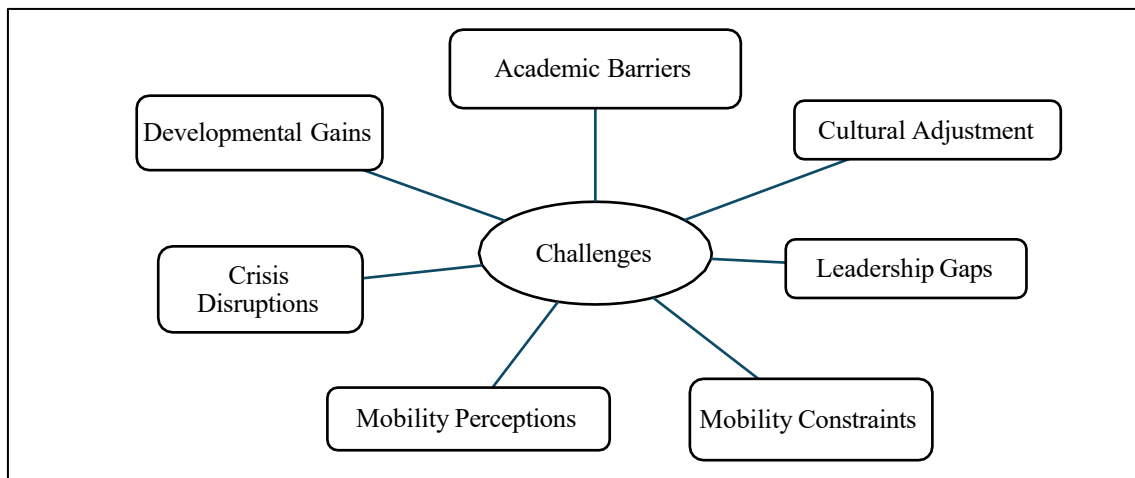 Academic Barriers
Developmental Gains
Cultural Adjustment
Challenges
Crisis
Disruptions
Leadership Gaps
Mobility Perceptions
Mobility Constraints